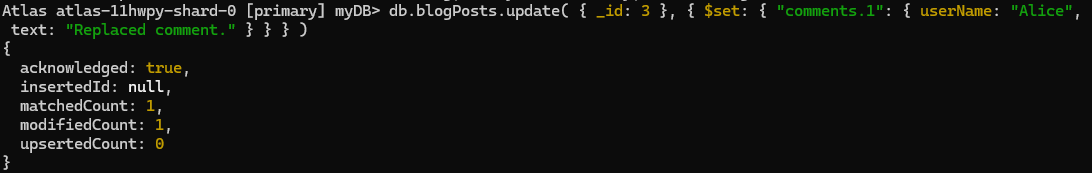 Atlas atlas-11hwpy-shard-0 [primary] myDB> db.blogPosts.update( { _id: 3 }, { $set: { "comments.1": { userName: "Alice",
 text: "Replaced comment." } } } )
{
  acknowledged: true,
  insertedId: null,
  matchedCount: 1,
  modifiedCount: 1,
  upsertedCount: 0
}